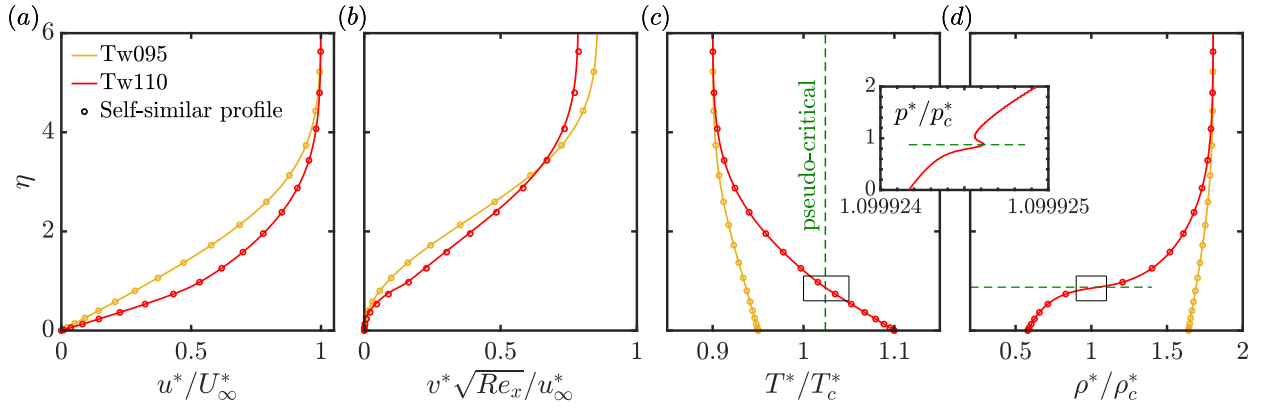 (a) (b) (c) (d)
6
Tw095
Tw110
Self-similar profile
4
η
2
0
0 0.5 1
u*/U*∞
0 0.5 1
v*√Reₓ/u*∞
pseudo-critical
0.9 1 1.1
T*/T*c
2
p*/p*c
1
0
1.099924 1.099925
0.5 1 1.5 2
ρ*/ρ*c